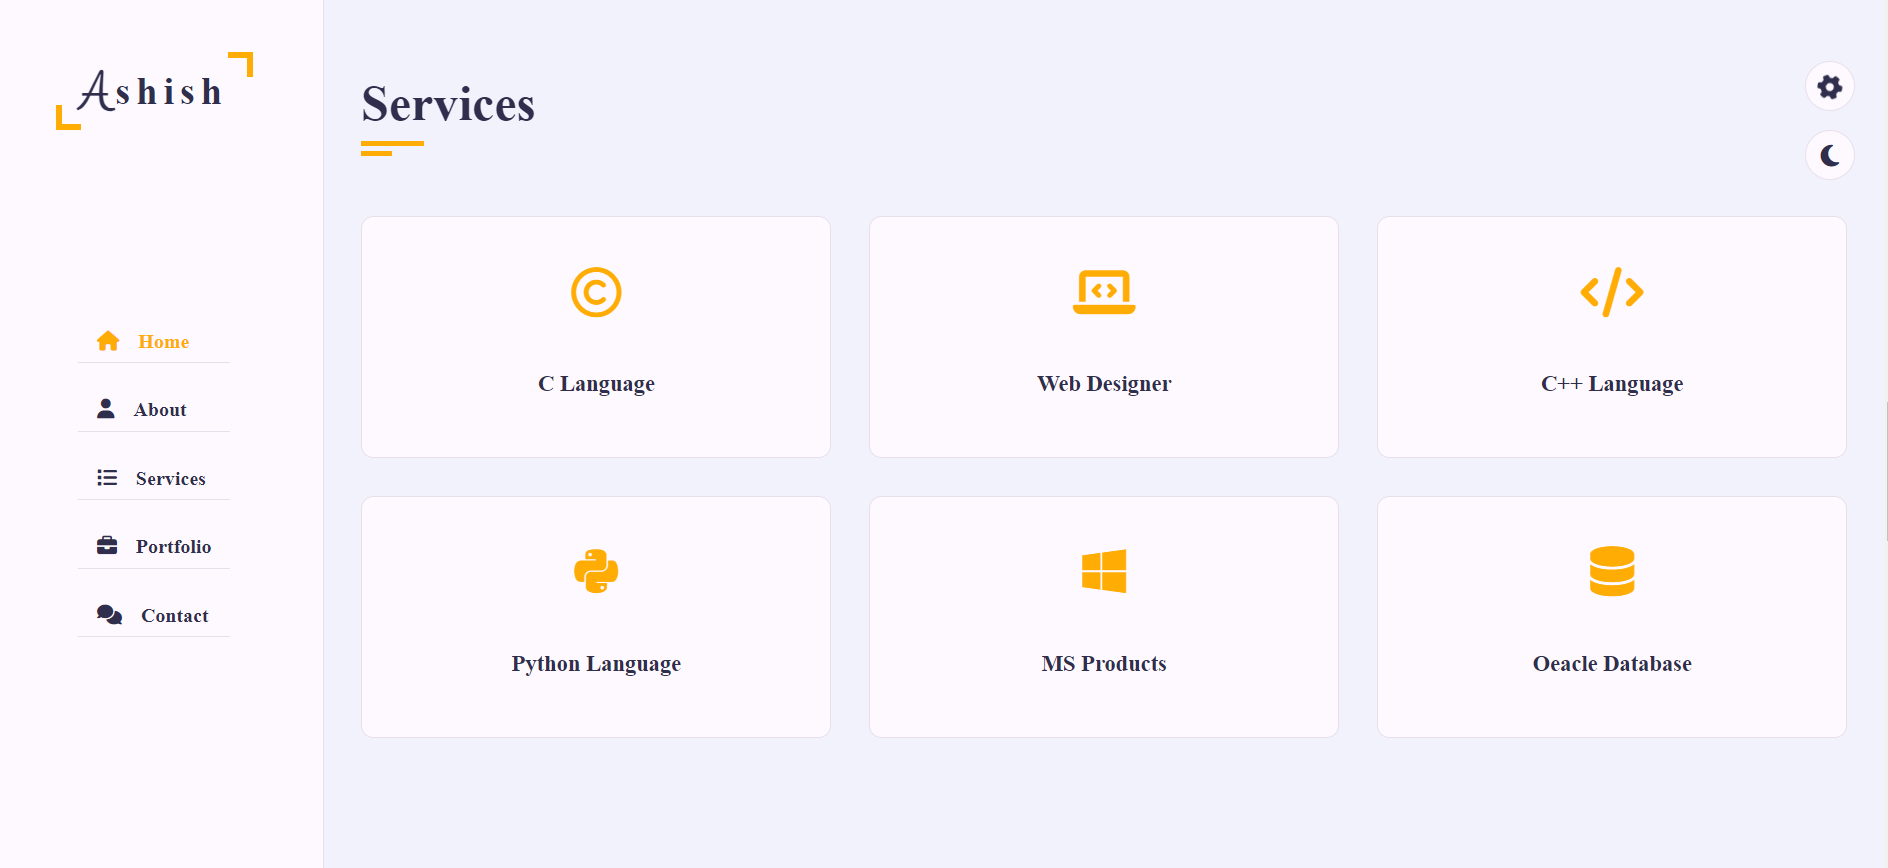 Ashish
Home
About
Services
Portfolio
Contact
Services
C Language
Web Designer
C++ Language
Python Language
MS Products
Oeacle Database